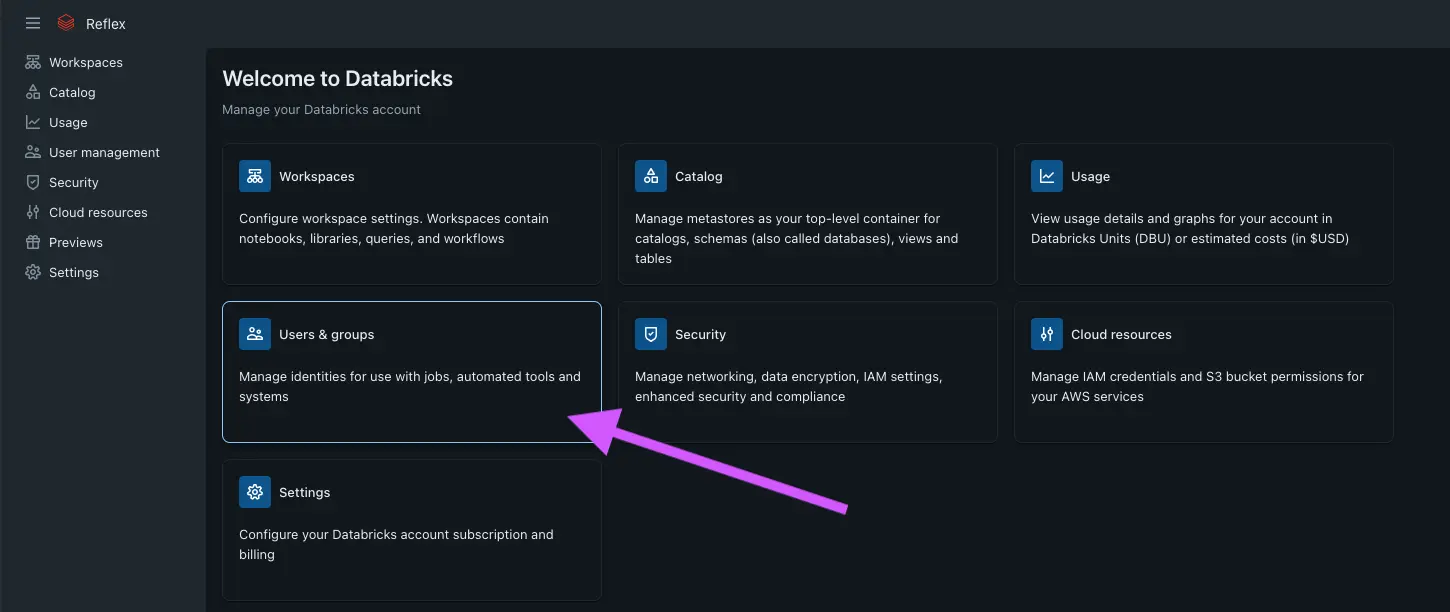 Reflex
Workspaces
Catalog
Usage
User management
Security
Cloud resources
Previews
Settings
Welcome to Databricks
Manage your Databricks account
Workspaces
Configure workspace settings. Workspaces contain
notebooks, libraries, queries, and workflows
Catalog
Manage metastores as your top-level container for
catalogs, schemas (also called databases), views and
tables
Usage
View usage details and graphs for your account in
Databricks Units (DBU) or estimated costs (in $USD)
Users & groups
Manage identities for use with jobs, automated tools and
systems
Security
Manage networking, data encryption, IAM settings,
enhanced security and compliance
Cloud resources
Manage IAM credentials and S3 bucket permissions for
your AWS services
Settings
Configure your Databricks account subscription and
billing